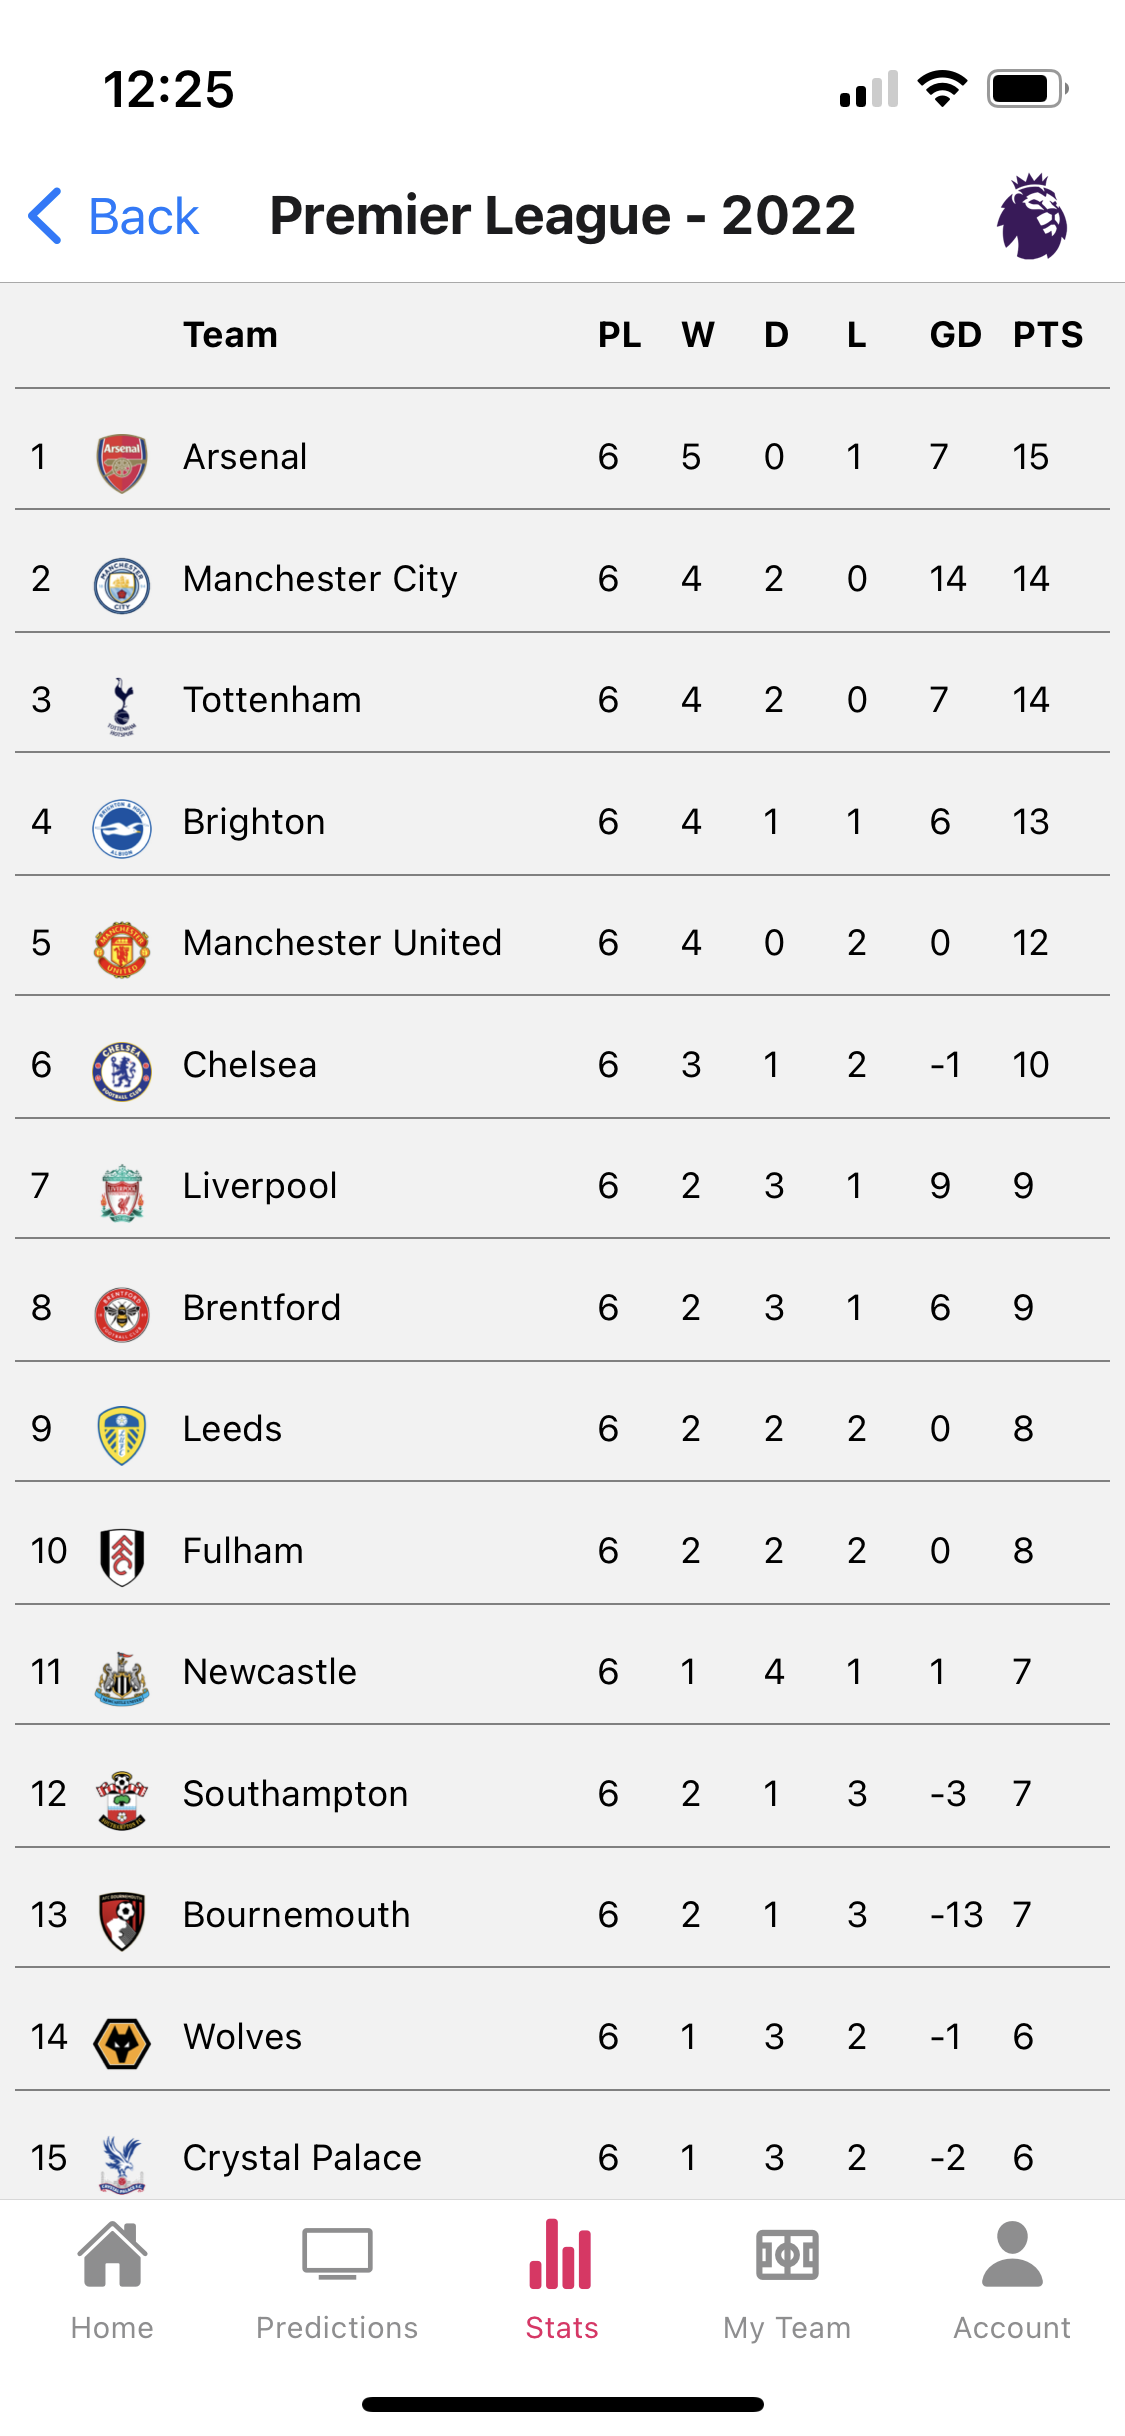 12:25
Back Premier League - 2022
Team PL W D L GD PTS
1 Arsenal 6 5 0 1 7 15
2 Manchester City 6 4 2 0 14 14
3 Tottenham 6 4 2 0 7 14
4 Brighton 6 4 1 1 6 13
5 Manchester United 6 4 0 2 0 12
6 Chelsea 6 3 1 2 -1 10
7 Liverpool 6 2 3 1 9 9
8 Brentford 6 2 3 1 6 9
9 Leeds 6 2 2 2 0 8
10 Fulham 6 2 2 2 0 8
11 Newcastle 6 1 4 1 1 7
12 Southampton 6 2 1 3 -3 7
13 Bournemouth 6 2 1 3 -13 7
14 Wolves 6 1 3 2 -1 6
15 Crystal Palace 6 1 3 2 -2 6
Home Predictions Stats My Team Account